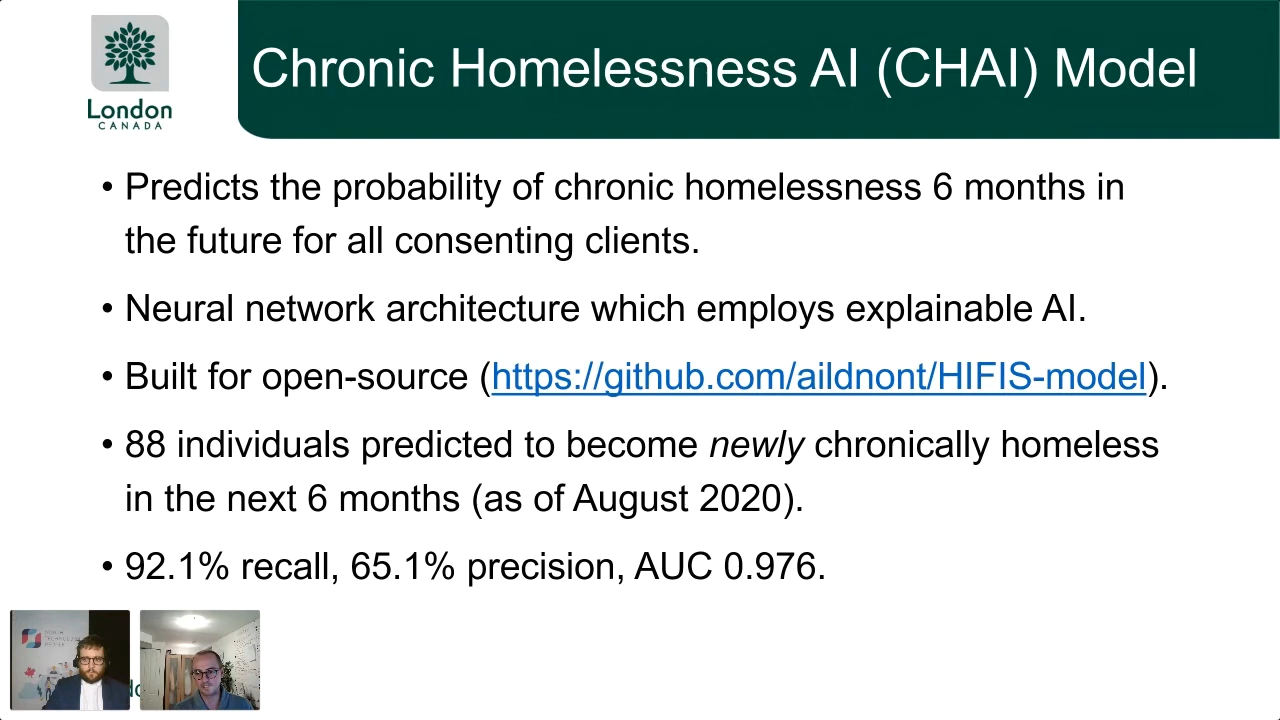 London
CANADA
Chronic Homelessness AI (CHAI) Model
• Predicts the probability of chronic homelessness 6 months in
the future for all consenting clients.
• Neural network architecture which employs explainable AI.
• Built for open-source (https://github.com/aildnont/HIFIS-model).
• 88 individuals predicted to become newly chronically homeless
in the next 6 months (as of August 2020).
• 92.1% recall, 65.1% precision, AUC 0.976.